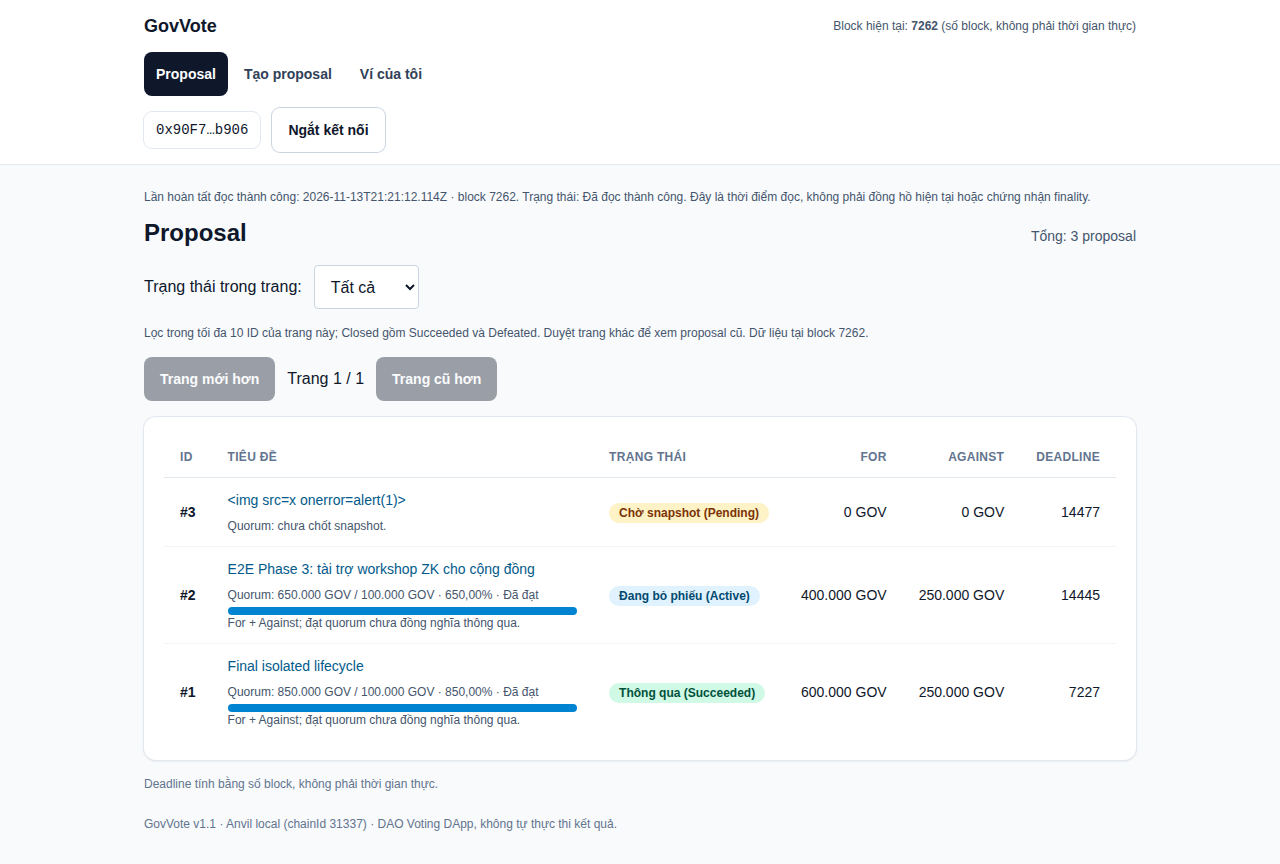 GovVote
Block hiện tại: 7262 (số block, không phải thời gian thực)
Proposal
Tạo proposal
Ví của tôi
0x90F7…b906
Ngắt kết nối
Lần hoàn tất đọc thành công: 2026-11-13T21:21:12.114Z · block 7262. Trạng thái: Đã đọc thành công. Đây là thời điểm đọc, không phải đồng hồ hiện tại hoặc chứng nhận finality.
Proposal
Tổng: 3 proposal
Trạng thái trong trang:
Tất cả
Lọc trong tối đa 10 ID của trang này; Closed gồm Succeeded và Defeated. Duyệt trang khác để xem proposal cũ. Dữ liệu tại block 7262.
Trang mới hơn
Trang 1 / 1
Trang cũ hơn
ID TIÊU ĐỀ TRẠNG THÁI FOR AGAINST DEADLINE
#3 <img src=x onerror=alert(1)> Chờ snapshot (Pending) 0 GOV 0 GOV 14477
Quorum: chưa chốt snapshot.
E2E Phase 3: tài trợ workshop ZK cho cộng đồng
#2 Quorum: 650.000 GOV / 100.000 GOV · 650,00% · Đã đạt Đang bỏ phiếu (Active) 400.000 GOV 250.000 GOV 14445
For + Against; đạt quorum chưa đồng nghĩa thông qua.
Final isolated lifecycle
#1 Quorum: 850.000 GOV / 100.000 GOV · 850,00% · Đã đạt Thông qua (Succeeded) 600.000 GOV 250.000 GOV 7227
For + Against; đạt quorum chưa đồng nghĩa thông qua.
Deadline tính bằng số block, không phải thời gian thực.
GovVote v1.1 · Anvil local (chainId 31337) · DAO Voting DApp, không tự thực thi kết quả.